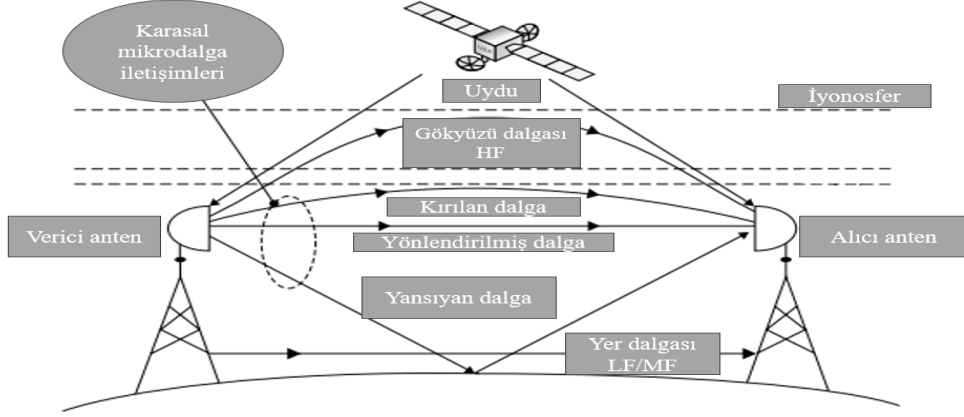 Karasal
mikrodalga
iletişimleri
Uydu
İyonosfer
Gökyüzü dalgası
HF
Kırılan dalga
Verici anten
Yönlendirilmiş dalga
Alıcı anten
Yansıyan dalga
Yer dalgası
LF/MF